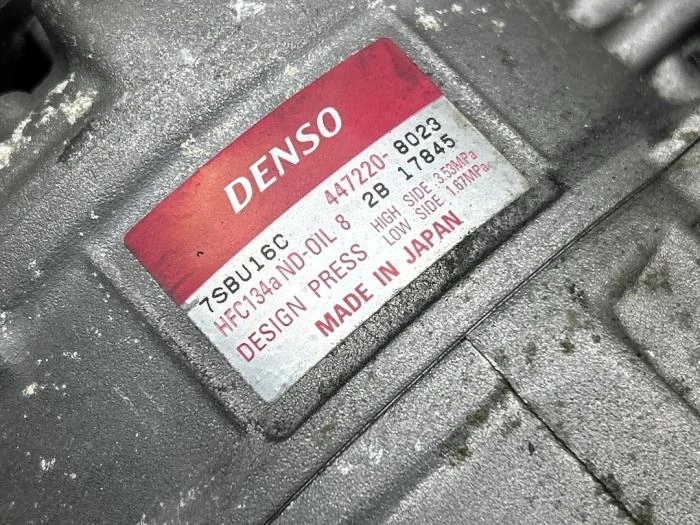 DENSO
7SBU16C 447220-8023
HFC134a ND-OIL 8 2B 17845
DESIGN PRESS HIGH SIDE :3.53MPa
LOW SIDE :1.67MPa
MADE IN JAPAN